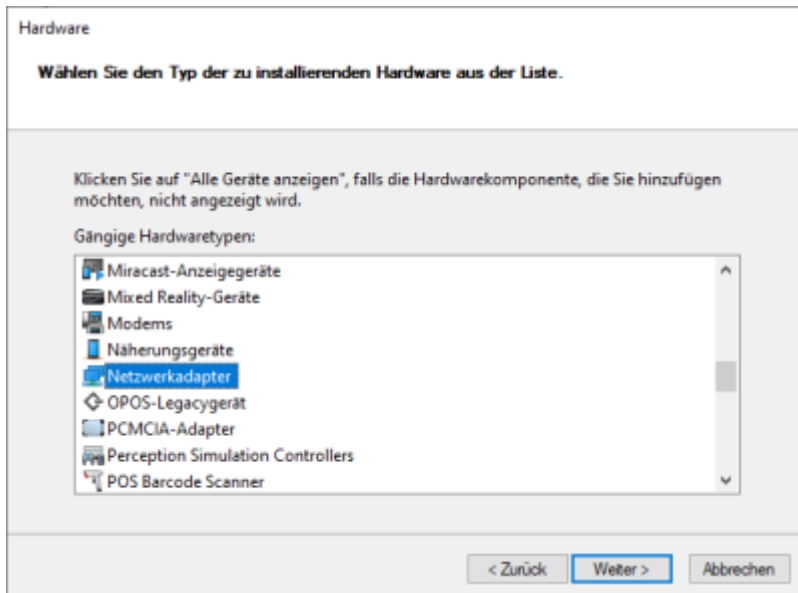 Hardware
Wählen Sie den Typ der zu installierenden Hardware aus der Liste.
Klicken Sie auf "Alle Geräte anzeigen", falls die Hardwarekomponente, die Sie hinzufügen
möchten, nicht angezeigt wird.
Gängige Hardwaretypen:
Miracast-Anzeigegeräte
Mixed Reality-Geräte
Modems
Näherungsgeräte
Netzwerkadapter
OPOS-Legacygerät
PCMCIA-Adapter
Perception Simulation Controllers
POS Barcode Scanner
< Zurück Weiter > Abbrechen